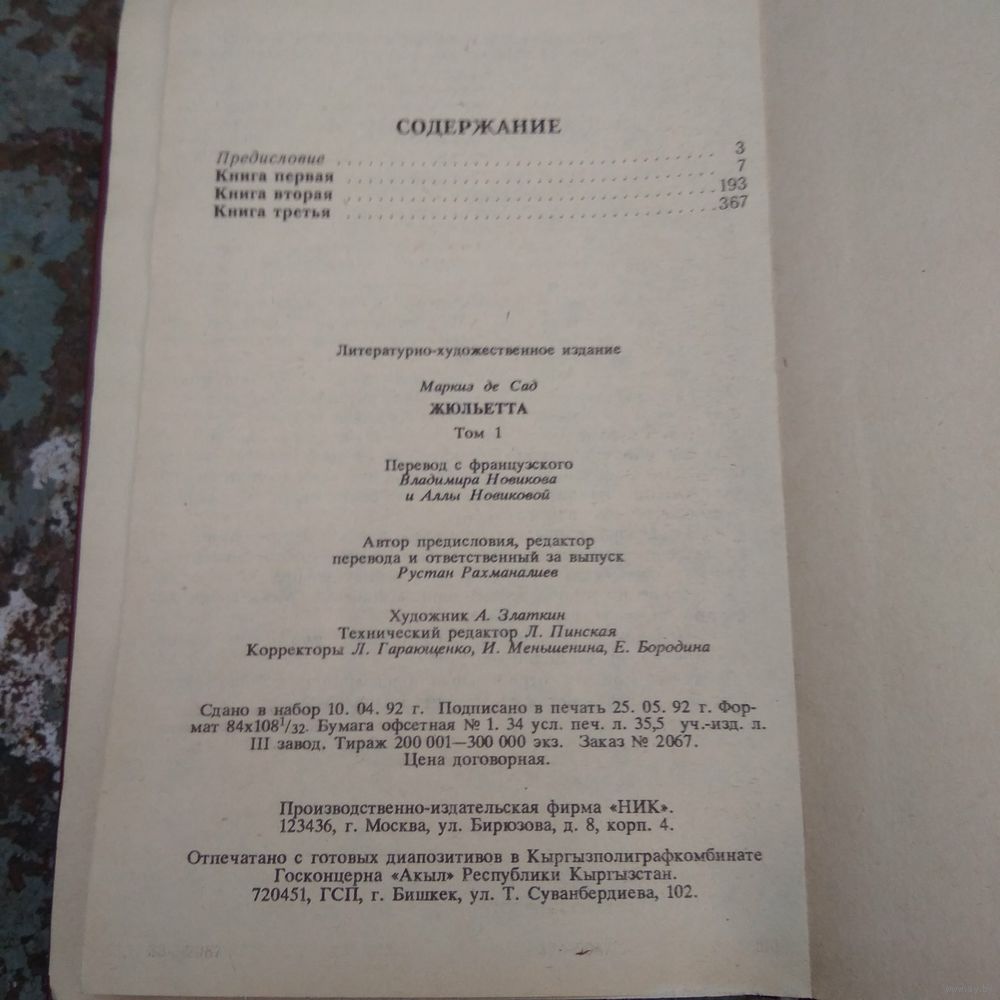 СОДЕРЖАНИЕ
Предисловие . . . . . . . . . . . . . . . . . . . . . . . . . . . . 3
Книга первая . . . . . . . . . . . . . . . . . . . . . . . . . . . . 7
Книга вторая . . . . . . . . . . . . . . . . . . . . . . . . . . . . 193
Книга третья . . . . . . . . . . . . . . . . . . . . . . . . . . . . 367
Литературно-художественное издание
Маркиз де Сад
ЖЮЛЬЕТТА
Том 1
Перевод с французского
Владимира Новикова
и Аллы Новиковой
Автор предисловия, редактор
перевода и ответственный за выпуск
Рустан Рахманалиев
Художник А. Златкин
Технический редактор Л. Пинская
Корректоры Л. Гарающенко, И. Меньшенина, Е. Бородина
Сдано в набор 10. 04. 92 г. Подписано в печать 25. 05. 92 г. Фор-
мат 84х108¹/32. Бумага офсетная № 1. 34 усл. печ. л. 35,5 уч.-изд. л.
III завод. Тираж 200 001—300 000 экз. Заказ № 2067.
Цена договорная.
Производственно-издательская фирма «НИК».
123436, г. Москва, ул. Бирюзова, д. 8, корп. 4.
Отпечатано с готовых диапозитивов в Кыргызполиграфкомбинате
Госконцерна «Акыл» Республики Кыргызстан.
720451, ГСП, г. Бишкек, ул. Т. Суванбердиева, 102.